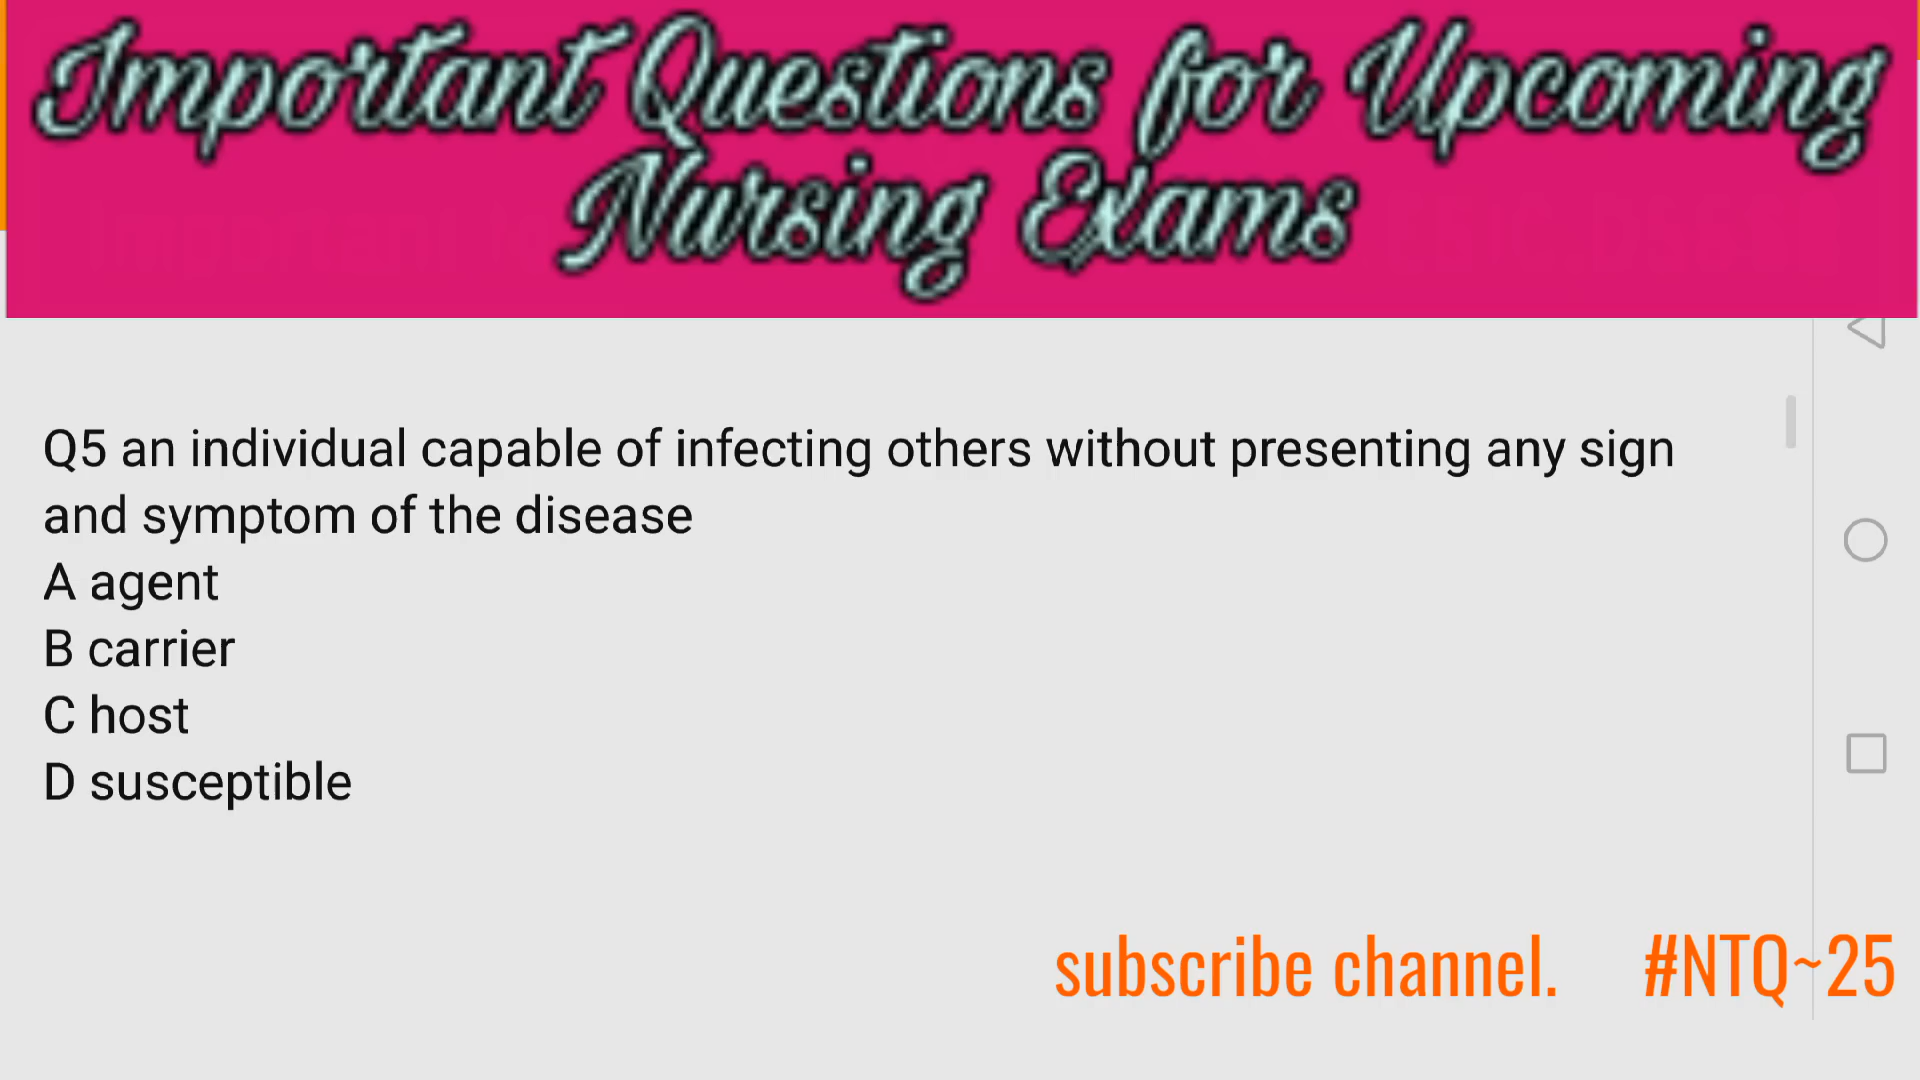 Important Questions for Upcoming
Nursing Exams
Q5 an individual capable of infecting others without presenting any sign
and symptom of the disease
A agent
B carrier
C host
D susceptible
subscribe channel. #NTQ~25